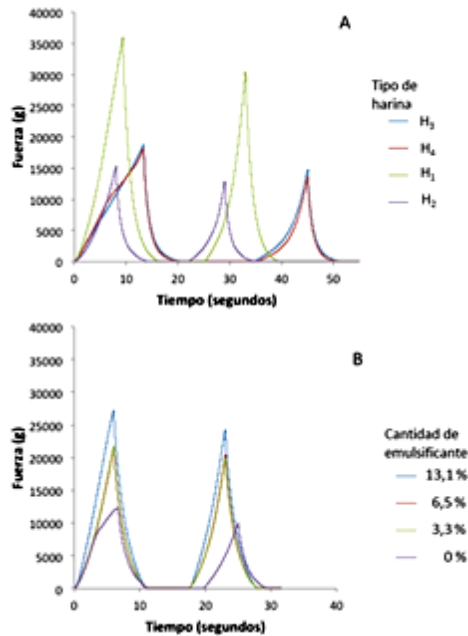 A
40000
35000
30000
25000
20000
15000
10000
5000
0
Fuerza (g)
0 10 20 30 40 50
Tiempo (segundos)
Tipo de
harina
H3
H4
H1
H2
B
40000
35000
30000
25000
20000
15000
10000
5000
0
Fuerza (g)
0 10 20 30 40
Tiempo (segundos)
Cantidad de
emulsificante
13,1 %
6,5 %
3,3 %
0 %